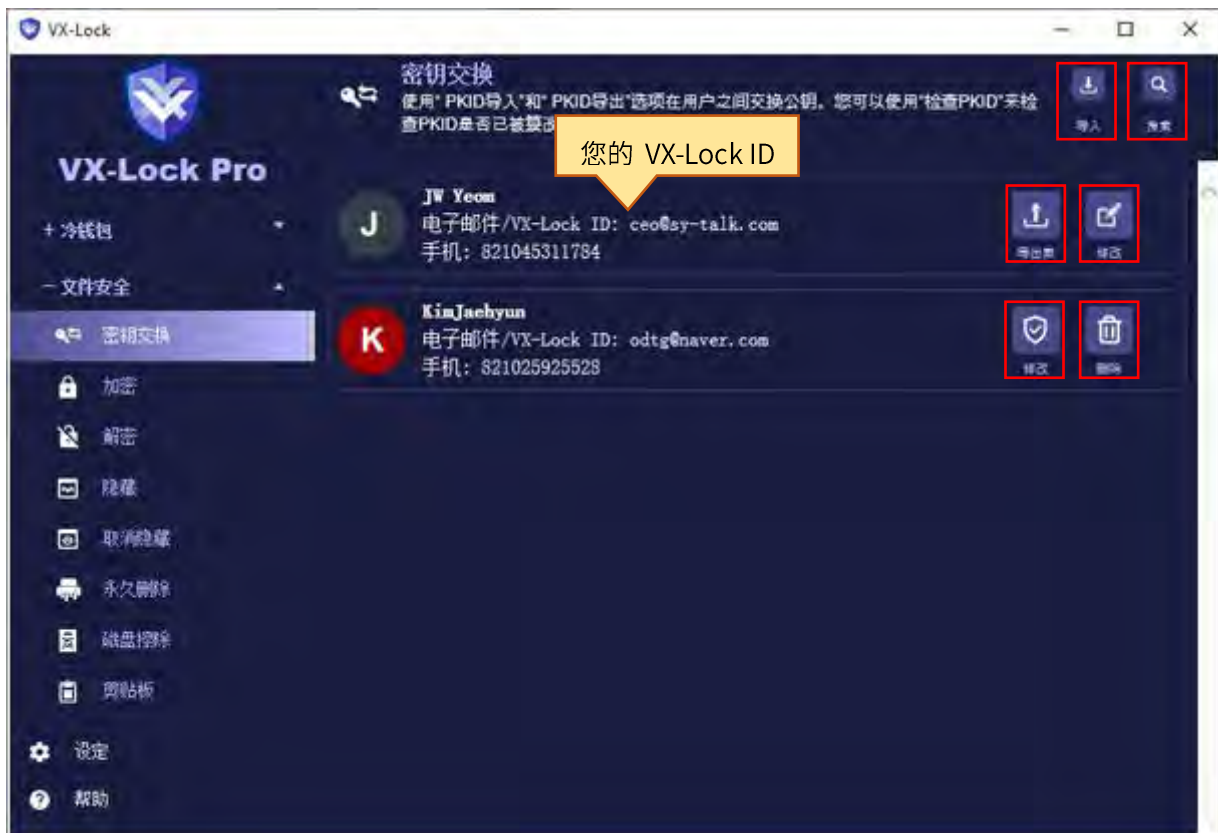 VX-Lock
VX-Lock Pro
+ 冷钱包
− 文件安全
密钥交换
加密
解密
隐藏
取消隐藏
永久删除
磁盘擦除
剪贴板
设定
帮助
密钥交换
使用" PKID导入"和" PKID导出"选项在用户之间交换公钥。您可以使用"检查PKID"来检
查PKID是否已被篡改
导入
搜索
您的 VX-Lock ID
JW Yeom
电子邮件/VX-Lock ID: ceo@sy-talk.com
手机: 821045311784
修改
KimJaehyun
电子邮件/VX-Lock ID: odtg@naver.com
手机: 821025925528
修改
删除